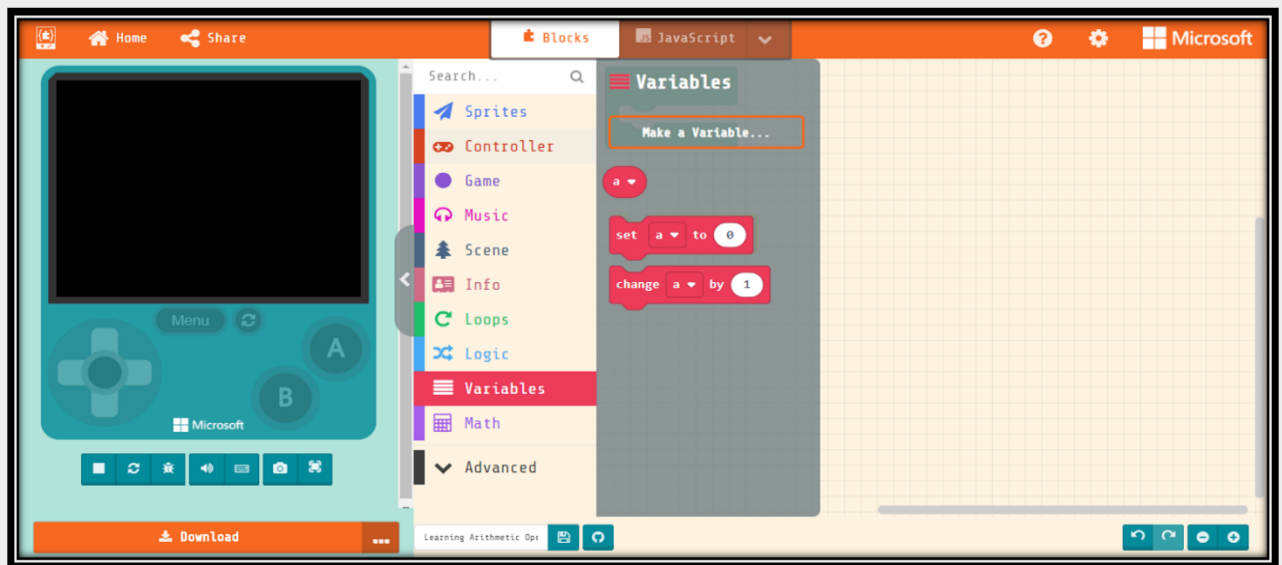 Home
Share
Blocks
JavaScript
Microsoft
Menu
A
B
Microsoft
Download
Search...
Sprites
Controller
Game
Music
Scene
Info
Loops
Logic
Variables
Math
Advanced
Learning Arithmetic Ope
Variables
Make a Variable...
a
set a to 0
change a by 1